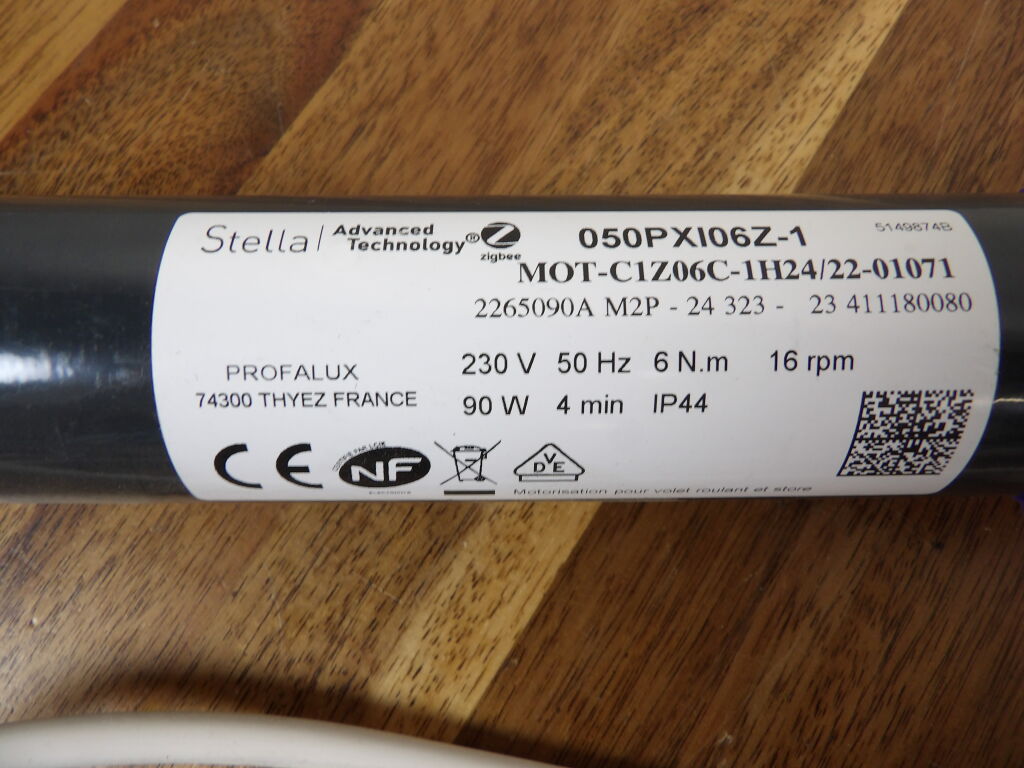 Stella | Advanced Technology® zigbee
050PXI06Z-1
5149874B
MOT-C1Z06C-1H24/22-01071
2265090A M2P - 24 323 - 23 411180080
PROFALUX
74300 THYEZ FRANCE
230 V 50 Hz 6 N.m 16 rpm
90 W 4 min IP44
CE
NF
VDE
Motorisation pour volet roulant et store